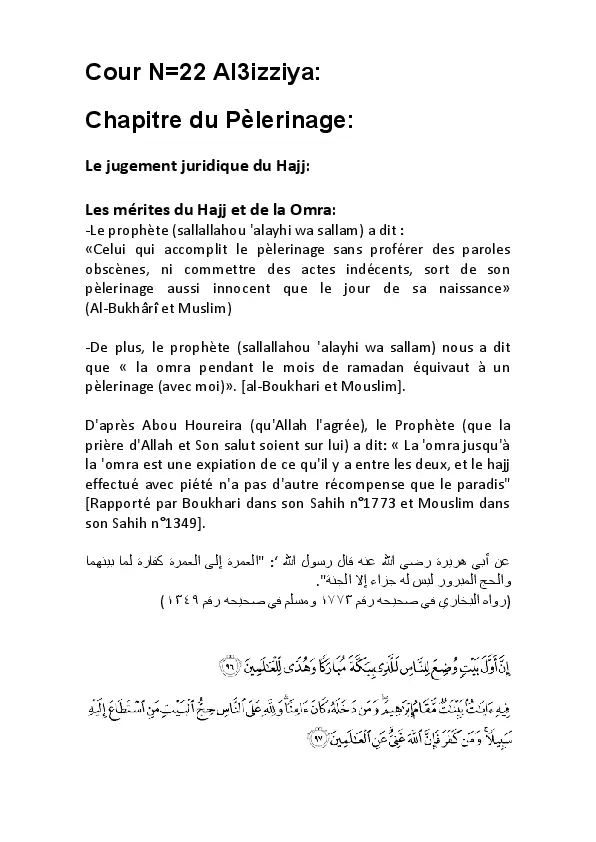 Cour N=22 Al3izziya:
Chapitre du Pèlerinage:
Le jugement juridique du Hajj:
Les mérites du Hajj et de la Omra:
-Le prophète (sallallahou 'alayhi wa sallam) a dit :
«Celui qui accomplit le pèlerinage sans proférer des paroles
obscènes, ni commettre des actes indécents, sort de son
pèlerinage aussi innocent que le jour de sa naissance»
(Al-Bukhârî et Muslim)
-De plus, le prophète (sallallahou 'alayhi wa sallam) nous a dit
que « la omra pendant le mois de ramadan équivaut à un
pèlerinage (avec moi)». [al-Boukhari et Mouslim].
D'après Abou Houreira (qu'Allah l'agrée), le Prophète (que la
prière d'Allah et Son salut soient sur lui) a dit: « La 'omra jusqu'à
la 'omra est une expiation de ce qu'il y a entre les deux, et le hajj
effectué avec piété n'a pas d'autre récompense que le paradis"
[Rapporté par Boukhari dans son Sahih n°1773 et Mouslim dans
son Sahih n°1349].
عن أبي هريرة رضي الله عنه قال رسول الله ‘: "العمرة إلى العمرة كفارة لما بينهما
والحج المبرور ليس له جزاء إلا الجنة".
(رواه البخاري في صحيحه رقم ١٧٧٣ ومسلم في صحيحه رقم ١٣٤٩ )
إِنَّ أَوَّلَ بَيْتٍ وُضِعَ لِلنَّاسِ لَلَّذِي بِبَكَّةَ مُبَارَكًا وَهُدًى لِّلْعَالَمِينَ ﴿٩٦﴾
فِيهِ ءَايَٰتٌۢ بَيِّنَٰتٌ مَّقَامُ إِبْرَٰهِيمَ ۖ وَمَن دَخَلَهُۥ كَانَ ءَامِنًا ۗ وَلِلَّهِ عَلَى النَّاسِ حِجُّ الْبَيْتِ مَنِ اسْتَطَاعَ إِلَيْهِ
سَبِيلًا ۚ وَمَن كَفَرَ فَإِنَّ اللَّهَ غَنِيٌّ عَنِ الْعَالَمِينَ ﴿٩٧﴾